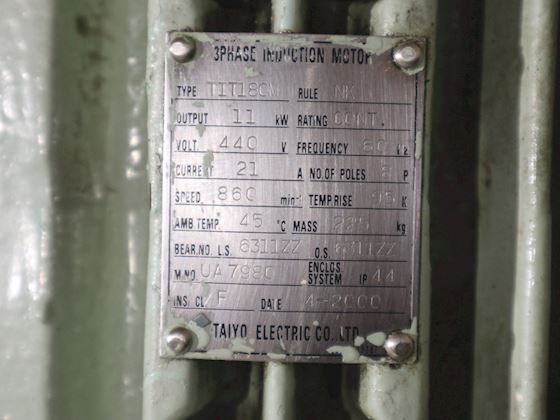 3PHASE INDUCTION MOTOR
TYPE TIT180M RULE NK
OUTPUT 11 kW RATING CONT.
VOLT. 440 V FREQUENCY 60 Hz
CURRENT 21 A NO.OF POLES 8 P
SPEED 860 min-1 TEMP.RISE 95 K
AMB TEMP. 45 °C MASS 225 kg
BEAR.NO. L.S. 6311ZZ O.S. 6311ZZ
M.NO. UA7980 ENCLOS. SYSTEM IP 44
INS. CL. F DATE 4-2000
TAIYO ELECTRIC CO.,LTD.